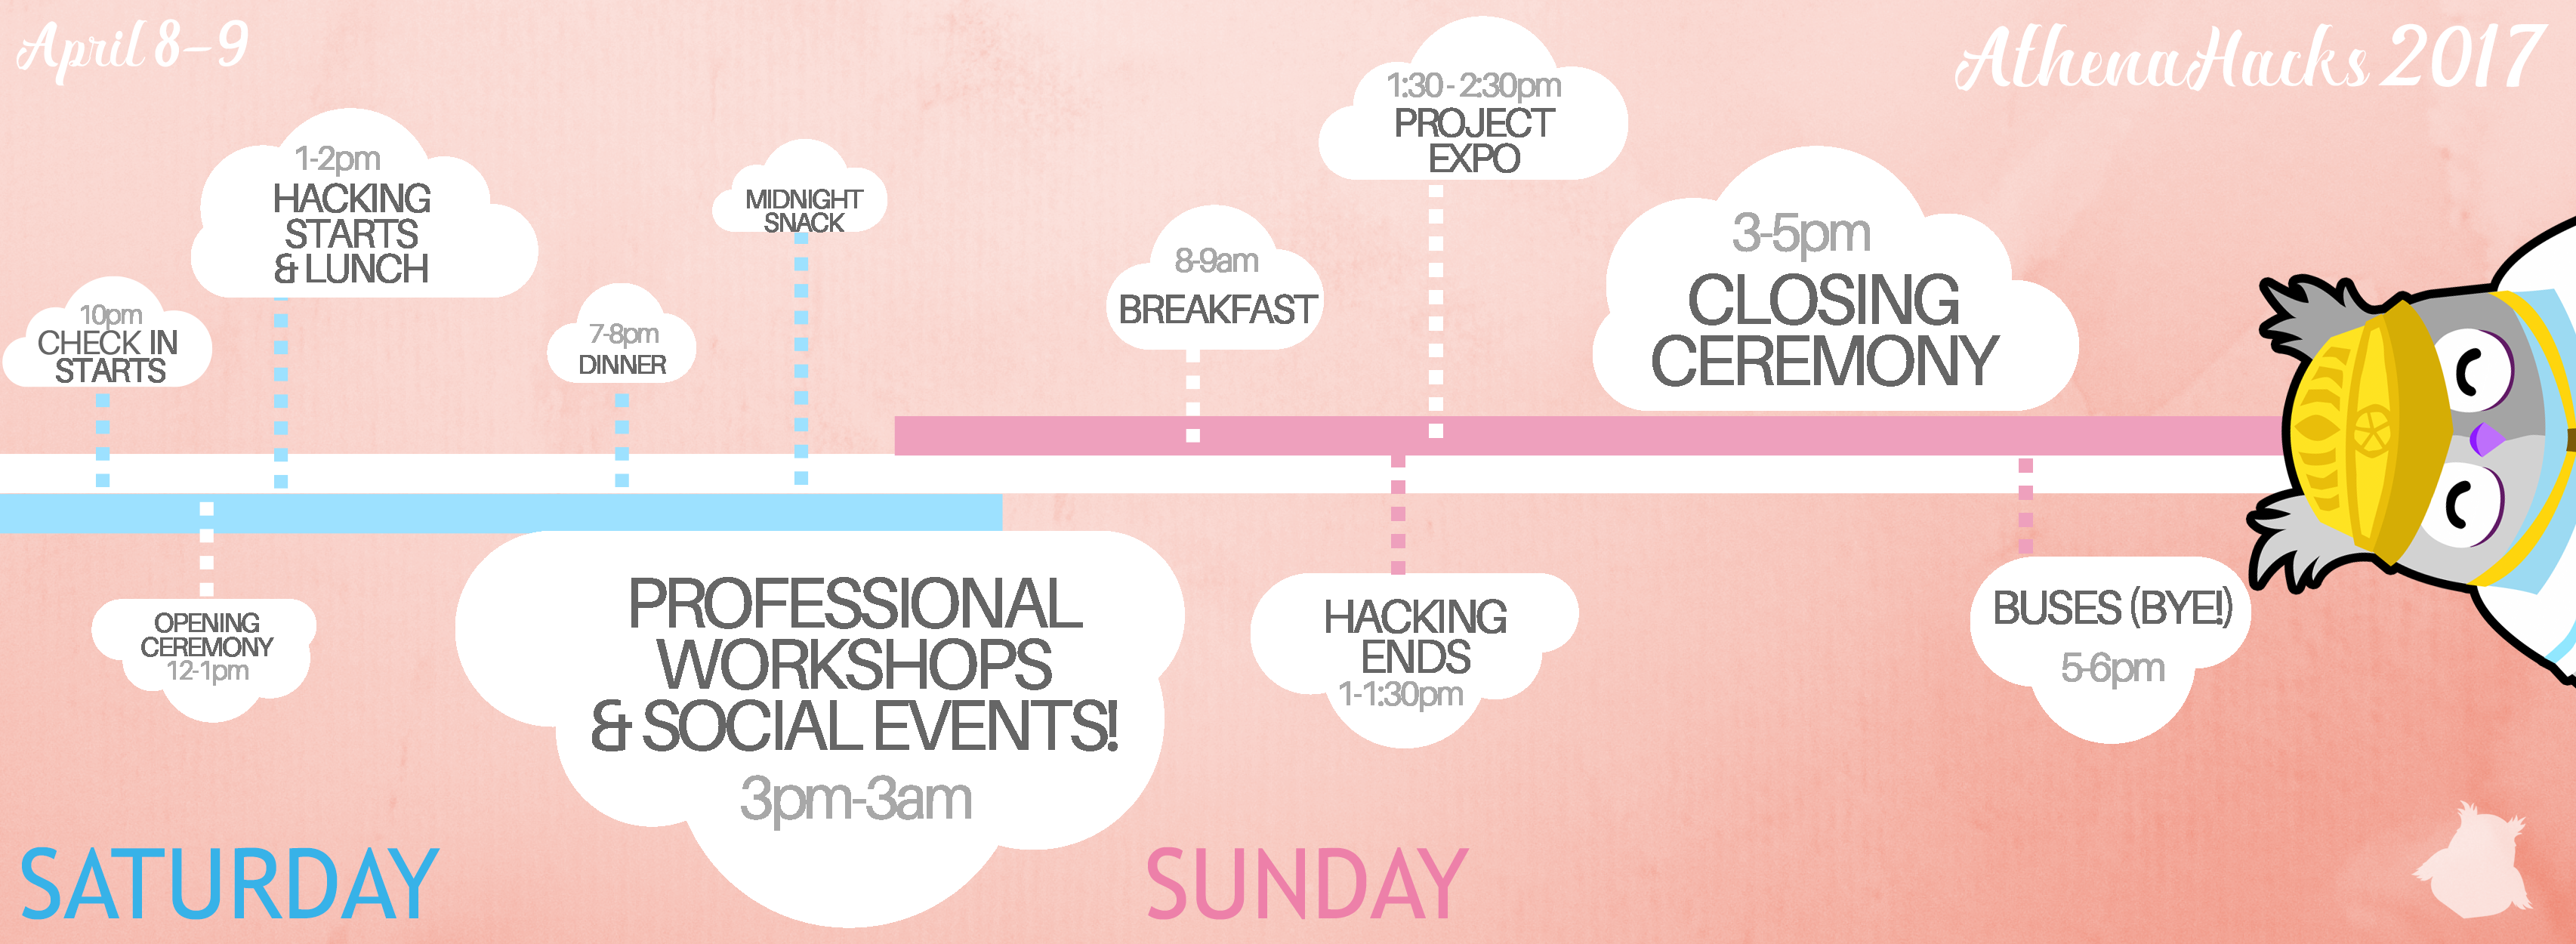 April 8-9
AthenaHacks 2017
10pm
CHECK IN
STARTS
OPENING
CEREMONY
12-1pm
1-2pm
HACKING
STARTS
& LUNCH
7-8pm
DINNER
MIDNIGHT
SNACK
PROFESSIONAL
WORKSHOPS
& SOCIAL EVENTS!
3pm-3am
8-9am
BREAKFAST
HACKING
ENDS
1-1:30pm
1:30 - 2:30pm
PROJECT
EXPO
3-5pm
CLOSING
CEREMONY
BUSES (BYE!)
5-6pm
SATURDAY
SUNDAY